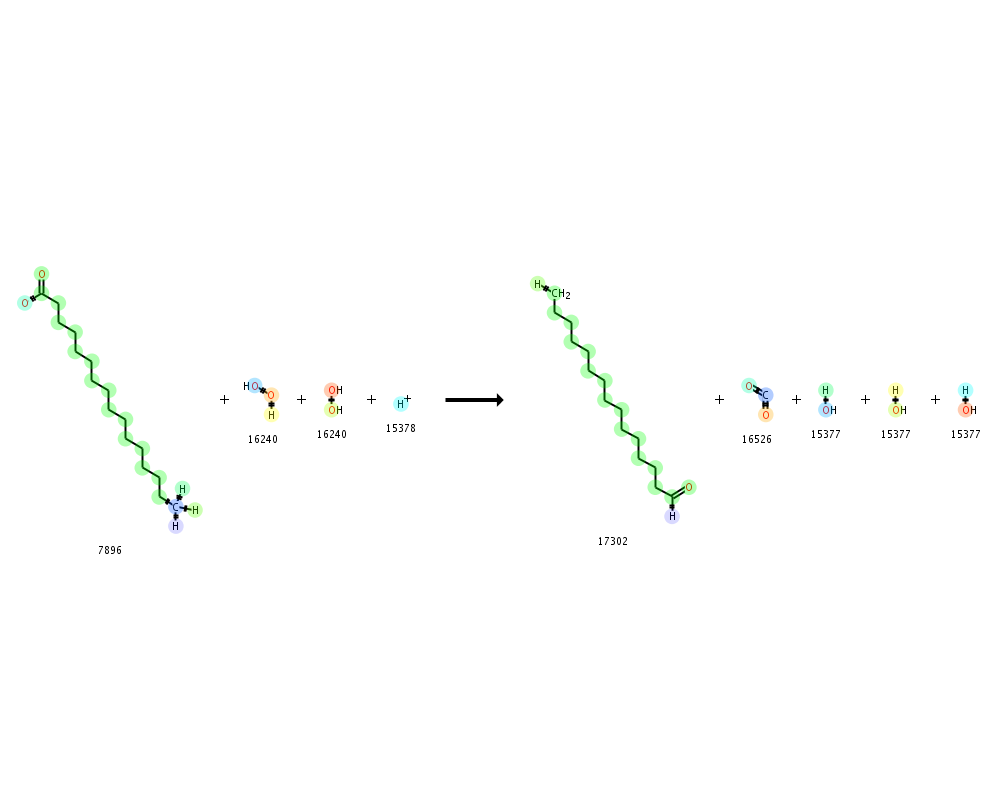 O
O
H
H
H
C
7896
+
HO
O
H
16240
+
OH
OH
16240
+
H+
15378
H
CH2
O
H
17302
+
O
C
O
16526
+
H
OH
15377
+
H
OH
15377
+
H
OH
15377